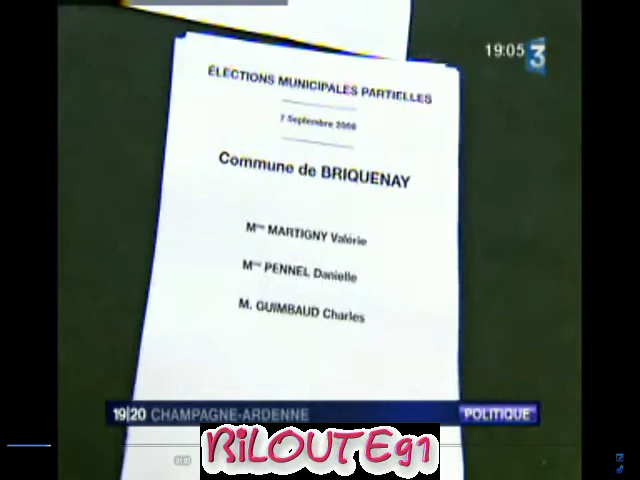 19:05 3
ÉLECTIONS MUNICIPALES PARTIELLES
7 Septembre 2008
Commune de BRIQUENAY
Mme MARTIGNY Valérie
Mme PENNEL Danielle
M. GUIMBAUD Charles
19|20 CHAMPAGNE-ARDENNE POLITIQUE
BiLOUTE91